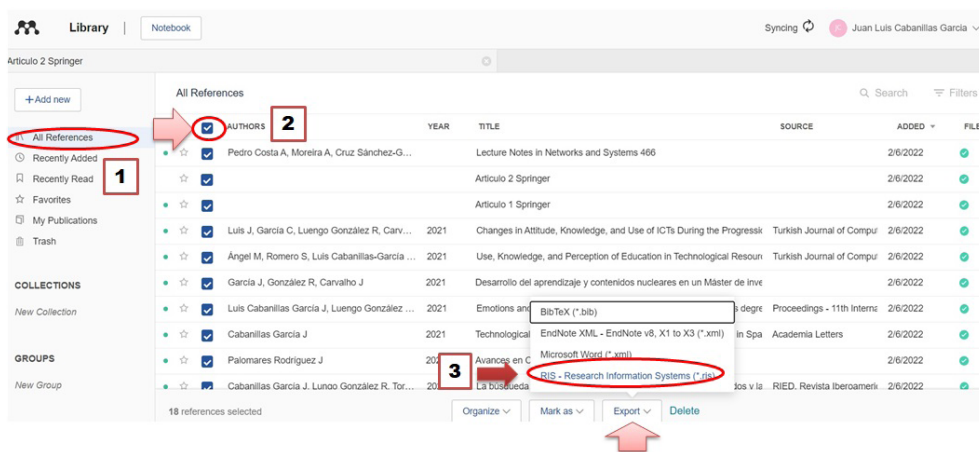 Library | Notebook Syncing Juan Luis Cabanillas Garcia
Articulo 2 Springer
+Add new
All References
Recently Added
Recently Read
Favorites
My Publications
Trash
COLLECTIONS
New Collection
GROUPS
New Group
1
All References Search Filters
2
AUTHORS YEAR TITLE SOURCE ADDED FILE
Pedro Costa A, Moreira A, Cruz Sánchez-G... Lecture Notes in Networks and Systems 466 2/6/2022
Articulo 2 Springer 2/6/2022
Articulo 1 Springer 2/6/2022
Luis J, García C, Luengo González R, Carv... 2021 Changes in Attitude, Knowledge, and Use of ICTs During the Progressi Turkish Journal of Comput 2/6/2022
Ángel M, Romero S, Luis Cabanillas-García ... 2021 Use, Knowledge, and Perception of Education in Technological Resour Turkish Journal of Comput 2/6/2022
García J, González R, Carvalho J 2021 Desarrollo del aprendizaje y contenidos nucleares en un Máster de inve 2/6/2022
Luis Cabanillas García J, Luengo González ... 2021 Emotions and s degre Proceedings - 11th Interna 2/6/2022
Cabanillas García J 2021 Technological in Spa Academia Letters 2/6/2022
Palomares Rodríguez J Avances en C 2/6/2022
Cabanillas García J, Lungo González R, Tor... La búsqueda dos y la RIED. Revista Iberoameri 2/6/2022
BibTeX (*.bib)
EndNote XML - EndNote v8, X1 to X3 (*.xml)
Microsoft Word (*.xml)
RIS - Research Information Systems (*.ris)
3
18 references selected Organize Mark as Export Delete